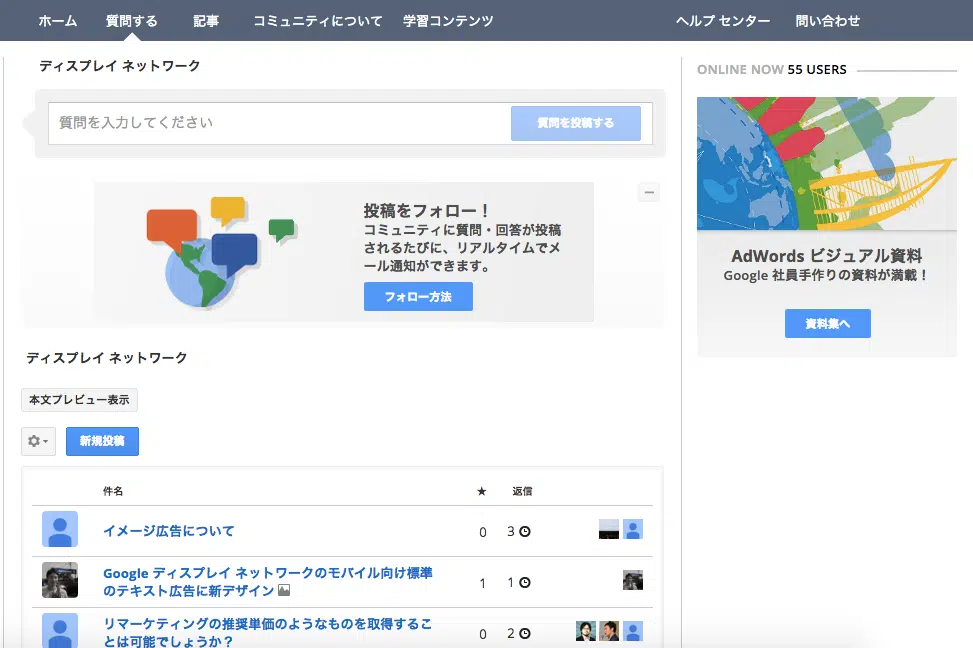 ホーム 質問する 記事 コミュニティについて 学習コンテンツ ヘルプ センター 問い合わせ
ディスプレイ ネットワーク
質問を入力してください
質問を投稿する
投稿をフォロー！
コミュニティに質問・回答が投稿
されるたびに、リアルタイムでメ
ール通知ができます。
フォロー方法
ONLINE NOW 55 USERS
AdWords ビジュアル資料
Google 社員手作りの資料が満載！
資料集へ
ディスプレイ ネットワーク
本文プレビュー表示
新規投稿
件名 ★ 返信
イメージ広告について 0 3
Google ディスプレイ ネットワークのモバイル向け標準
のテキスト広告に新デザイン 1 1
リマーケティングの推奨単価のようなものを取得するこ
とは可能でしょうか？ 0 2